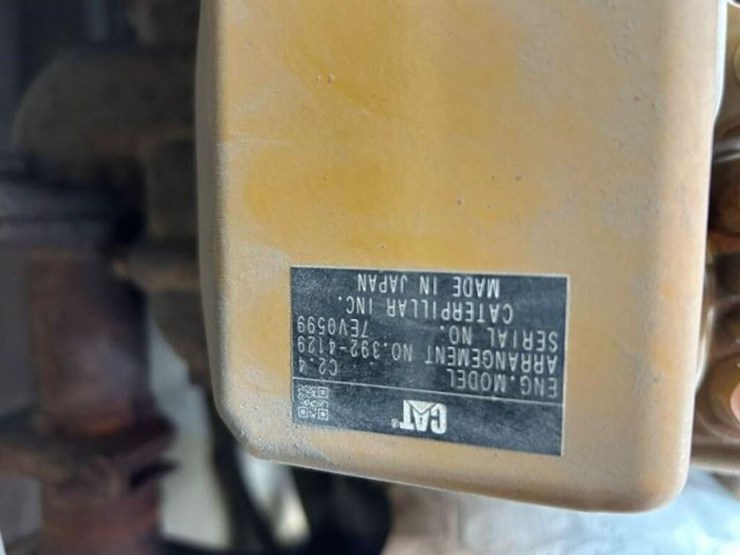 CAT®
ENG.MODEL C2.4
ARRANGEMENT NO.392-4129
SERIAL NO. 7EV0599
CATERPILLAR INC.
MADE IN JAPAN